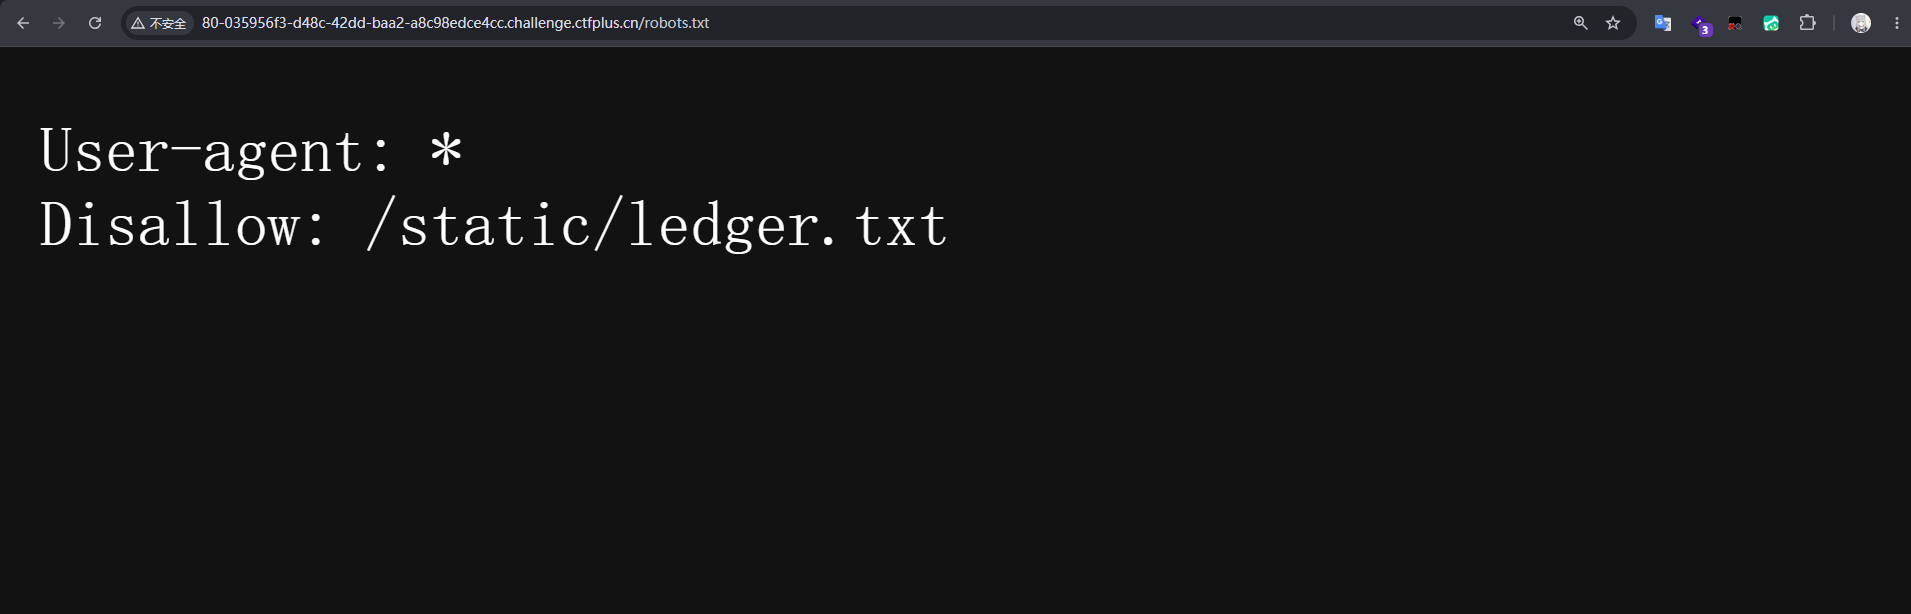 不安全 80-035956f3-d48c-42dd-baa2-a8c98edce4cc.challenge.ctfplus.cn/robots.txt
3
User-agent: *
Disallow: /static/ledger.txt